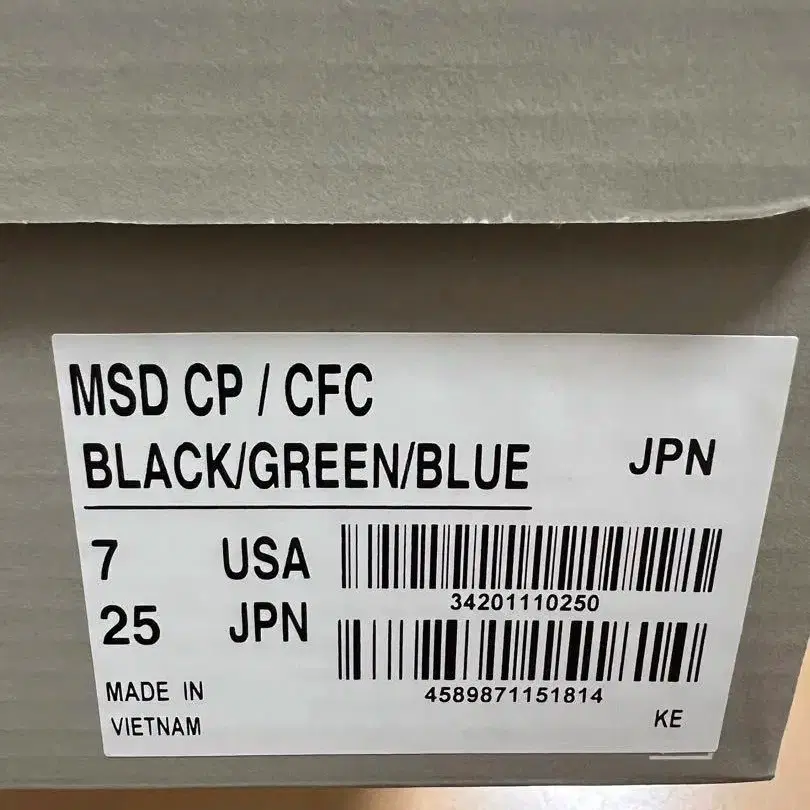 MSD CP / CFC
BLACK/GREEN/BLUE
JPN
7 USA
34201110250
25 JPN
4589871151814
MADE IN
VIETNAM
KE